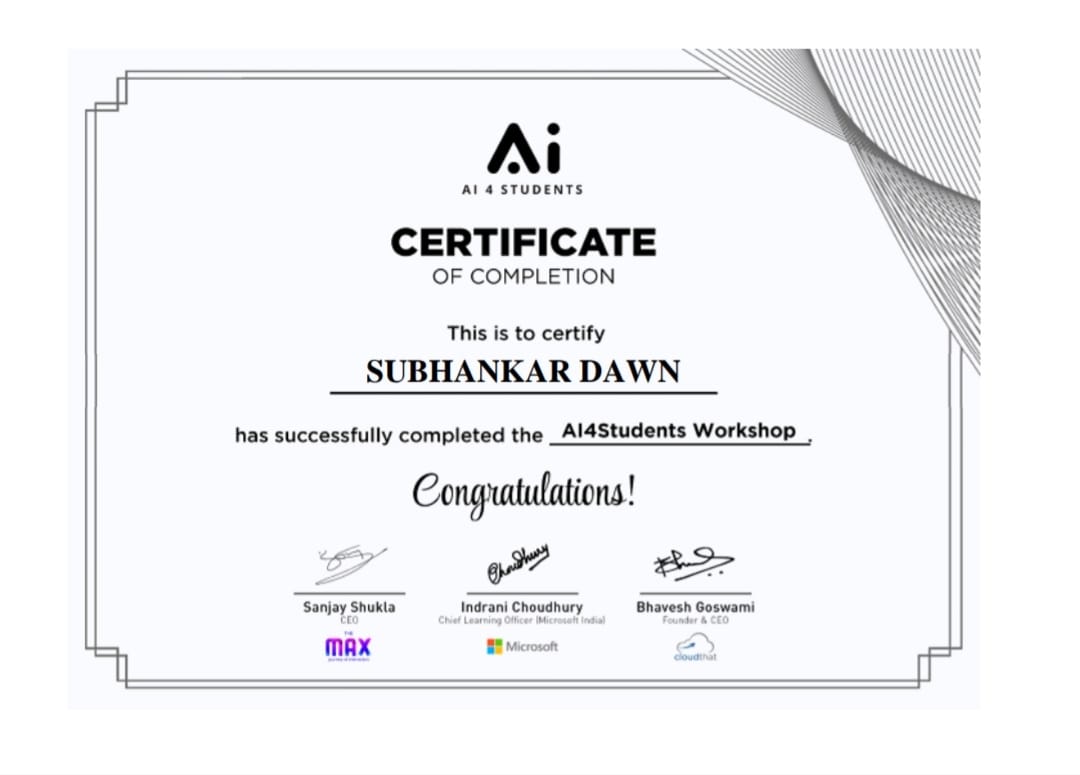 Ai
AI 4 STUDENTS
CERTIFICATE
OF COMPLETION
This is to certify
SUBHANKAR DAWN
has successfully completed the AI4Students Workshop .
Congratulations!
Choudhury
Sanjay Shukla
CEO
THE
MAX
Indrani Choudhury
Chief Learning Officer (Microsoft India)
Microsoft
Bhavesh Goswami
Founder & CEO
cloudthat